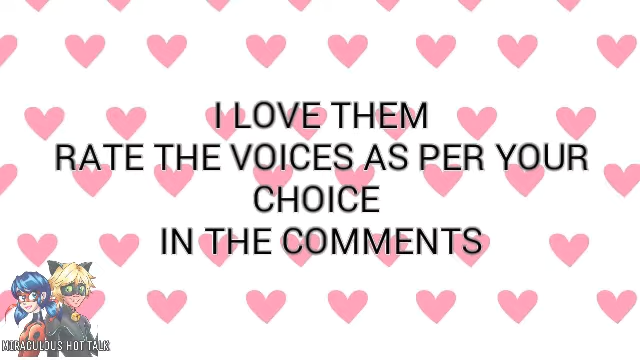 I LOVE THEM
RATE THE VOICES AS PER YOUR
CHOICE
IN THE COMMENTS
MIRACULOUS HOT TALK